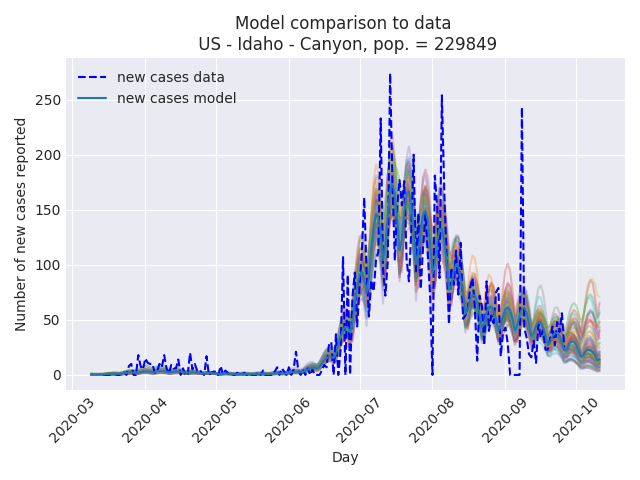 Model comparison to data
US - Idaho - Canyon, pop. = 229849
new cases data
new cases model
Number of new cases reported
250
200
150
100
50
0
2020-03
2020-04
2020-05
2020-06
2020-07
2020-08
2020-09
2020-10
Day